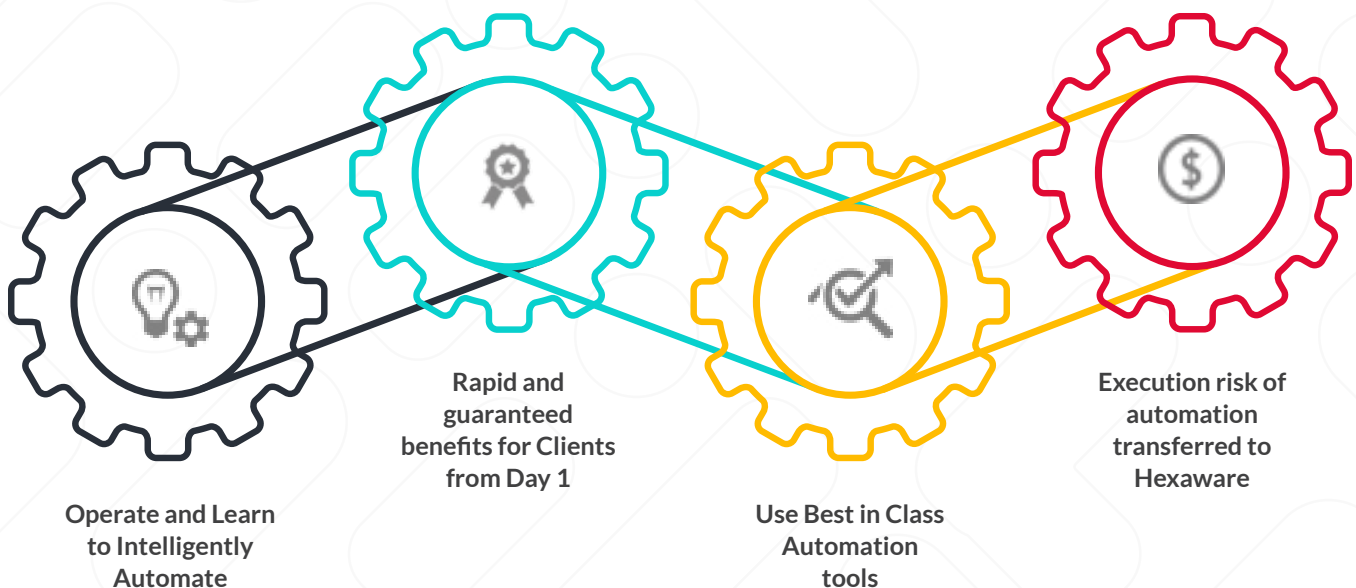 Operate and Learn
to Intelligently
Automate
Rapid and
guaranteed
benefits for Clients
from Day 1
Use Best in Class
Automation
tools
Execution risk of
automation
transferred to
Hexaware